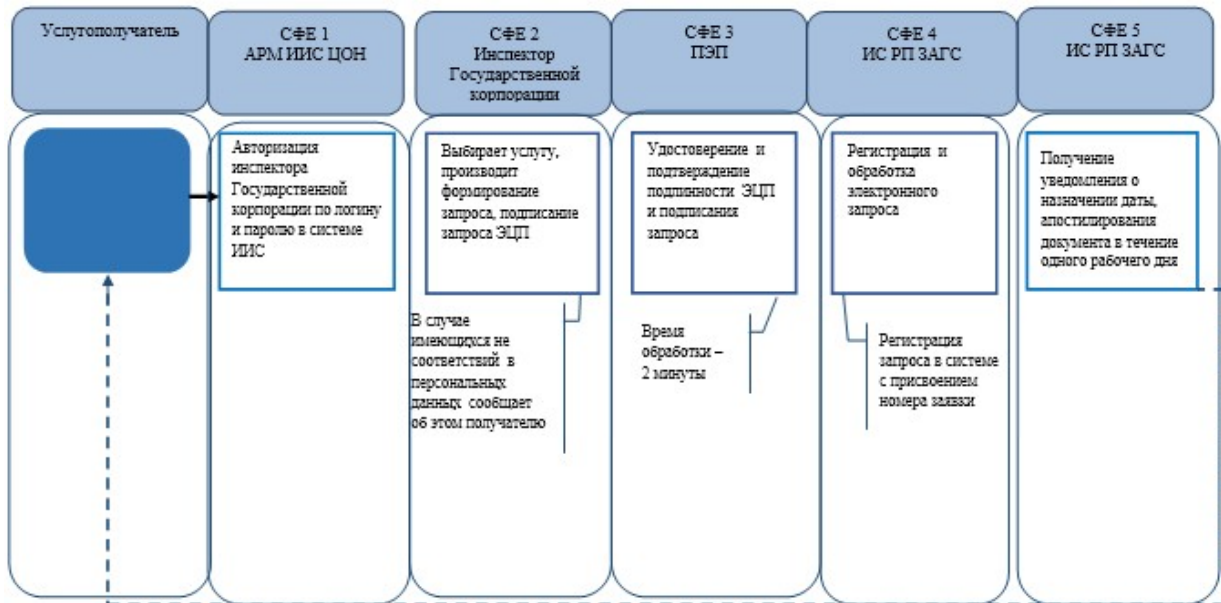 Услугополучатель
СФЕ 1
АРМ ИИС ЦОН
СФЕ 2
Инспектор
Государственной
корпорации
СФЕ 3
ПЭП
СФЕ 4
ИС РП ЗАГС
СФЕ 5
ИС РП ЗАГС
Авторизация
инспектора
Государственной
корпорации по логину
и паролю в системе
ИИС
Выбирает услугу,
производит
формирование
запроса, подписание
запроса ЭЦП
Удостоверение и
подтверждение
подлинности ЭЦП
и подписания
запроса
Регистрация и
обработка
электронного
запроса
Получение
уведомления о
назначении даты,
апостилирования
документа в течение
одного рабочего дня
В случае
имеющихся не
соответствий в
персональных
данных сообщает
об этом получателю
Время
обработки –
2 минуты
Регистрация
запроса в системе
с присвоением
номера заявки